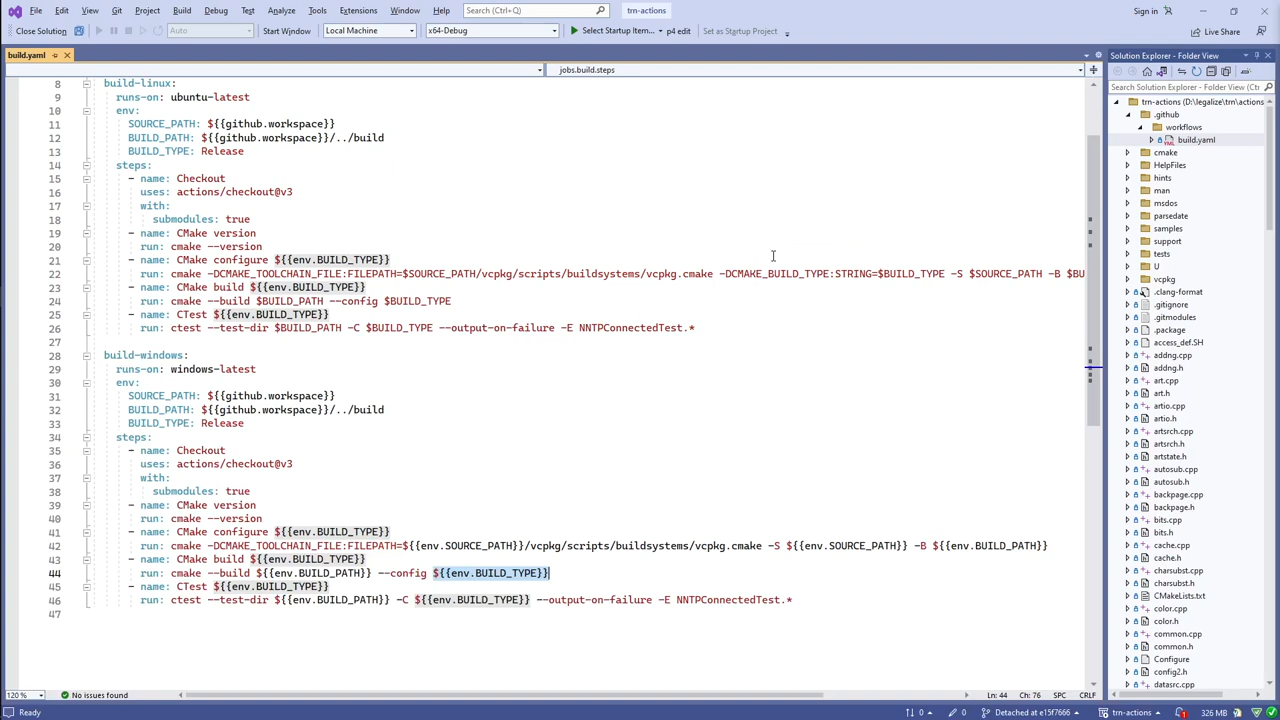 File Edit View Git Project Build Debug Test Analyze Tools Extensions Window Help Search (Ctrl+Q) trn-actions Sign in
Close Solution Auto Start Window Local Machine x64-Debug Select Startup Item... p4 edit Set as Startup Project Live Share
build.yaml
jobs.build.steps
8 build-linux:
9 runs-on: ubuntu-latest
10 env:
11 SOURCE_PATH: ${{github.workspace}}
12 BUILD_PATH: ${{github.workspace}}/../build
13 BUILD_TYPE: Release
14 steps:
15 - name: Checkout
16 uses: actions/checkout@v3
17 with:
18 submodules: true
19 - name: CMake version
20 run: cmake --version
21 - name: CMake configure ${{env.BUILD_TYPE}}
22 run: cmake -DCMAKE_TOOLCHAIN_FILE:FILEPATH=$SOURCE_PATH/vcpkg/scripts/buildsystems/vcpkg.cmake -DCMAKE_BUILD_TYPE:STRING=$BUILD_TYPE -S $SOURCE_PATH -B $BU
23 - name: CMake build ${{env.BUILD_TYPE}}
24 run: cmake --build $BUILD_PATH --config $BUILD_TYPE
25 - name: CTest ${{env.BUILD_TYPE}}
26 run: ctest --test-dir $BUILD_PATH -C $BUILD_TYPE --output-on-failure -E NNTPConnectedTest.*
27
28 build-windows:
29 runs-on: windows-latest
30 env:
31 SOURCE_PATH: ${{github.workspace}}
32 BUILD_PATH: ${{github.workspace}}/../build
33 BUILD_TYPE: Release
34 steps:
35 - name: Checkout
36 uses: actions/checkout@v3
37 with:
38 submodules: true
39 - name: CMake version
40 run: cmake --version
41 - name: CMake configure ${{env.BUILD_TYPE}}
42 run: cmake -DCMAKE_TOOLCHAIN_FILE:FILEPATH=${{env.SOURCE_PATH}}/vcpkg/scripts/buildsystems/vcpkg.cmake -S ${{env.SOURCE_PATH}} -B ${{env.BUILD_PATH}}
43 - name: CMake build ${{env.BUILD_TYPE}}
44 run: cmake --build ${{env.BUILD_PATH}} --config ${{env.BUILD_TYPE}}
45 - name: CTest ${{env.BUILD_TYPE}}
46 run: ctest --test-dir ${{env.BUILD_PATH}} -C ${{env.BUILD_TYPE}} --output-on-failure -E NNTPConnectedTest.*
47
120 % No issues found Ln: 44 Ch: 76 SPC CRLF
Solution Explorer - Folder View
Search Solution Explorer - Folder View (Ctr
trn-actions (D:\legalize\trn\actions
.github
workflows
build.yaml
cmake
HelpFiles
hints
man
msdos
parsedate
samples
support
tests
U
vcpkg
.clang-format
.gitignore
.gitmodules
.package
access_def.SH
addng.cpp
addng.h
art.cpp
art.h
artio.cpp
artio.h
artsrch.cpp
artsrch.h
artstate.h
autosub.cpp
autosub.h
backpage.cpp
backpage.h
bits.cpp
bits.h
cache.cpp
cache.h
charsubst.cpp
charsubst.h
CMakeLists.txt
color.cpp
color.h
common.cpp
common.h
Configure
config2.h
datasrc.cpp
Ready 0 0 Detached at e15f7666 trn-actions 1 326 MB